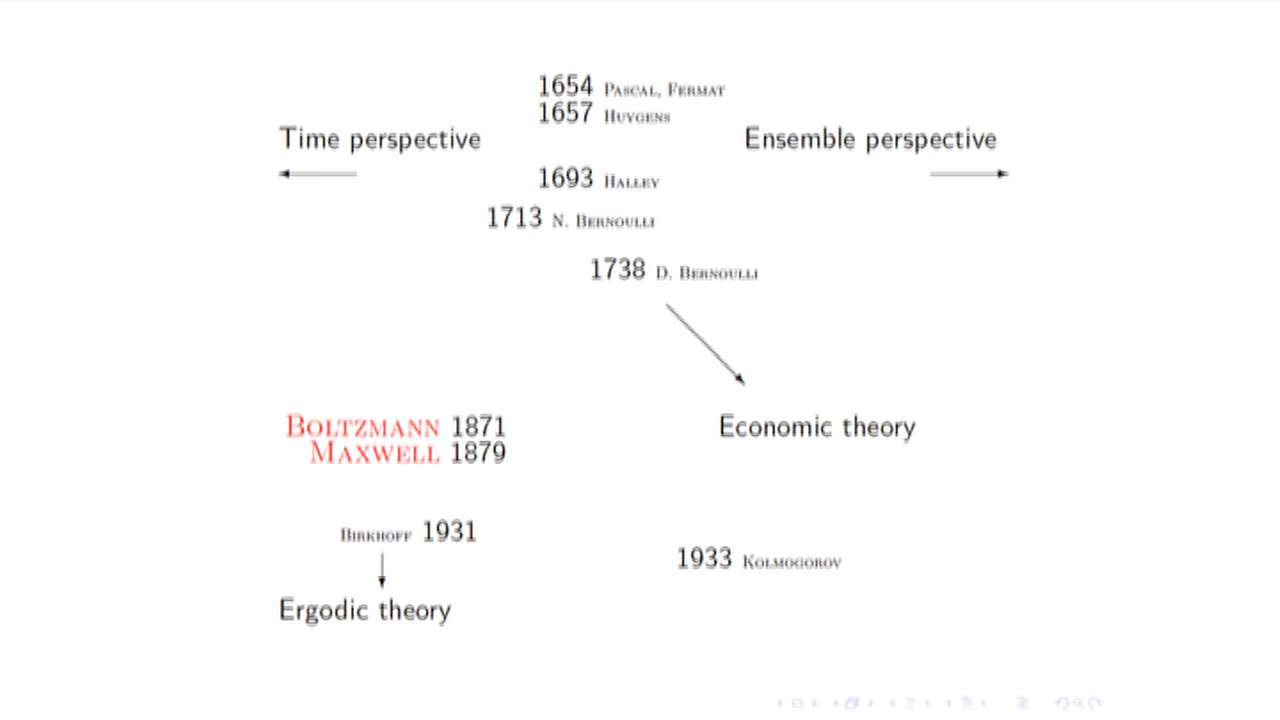 1654 Pascal, Fermat
1657 Huygens
Time perspective
Ensemble perspective
1693 Halley
1713 N. Bernoulli
1738 D. Bernoulli
Boltzmann 1871
Maxwell 1879
Economic theory
Birkhoff 1931
1933 Kolmogorov
Ergodic theory